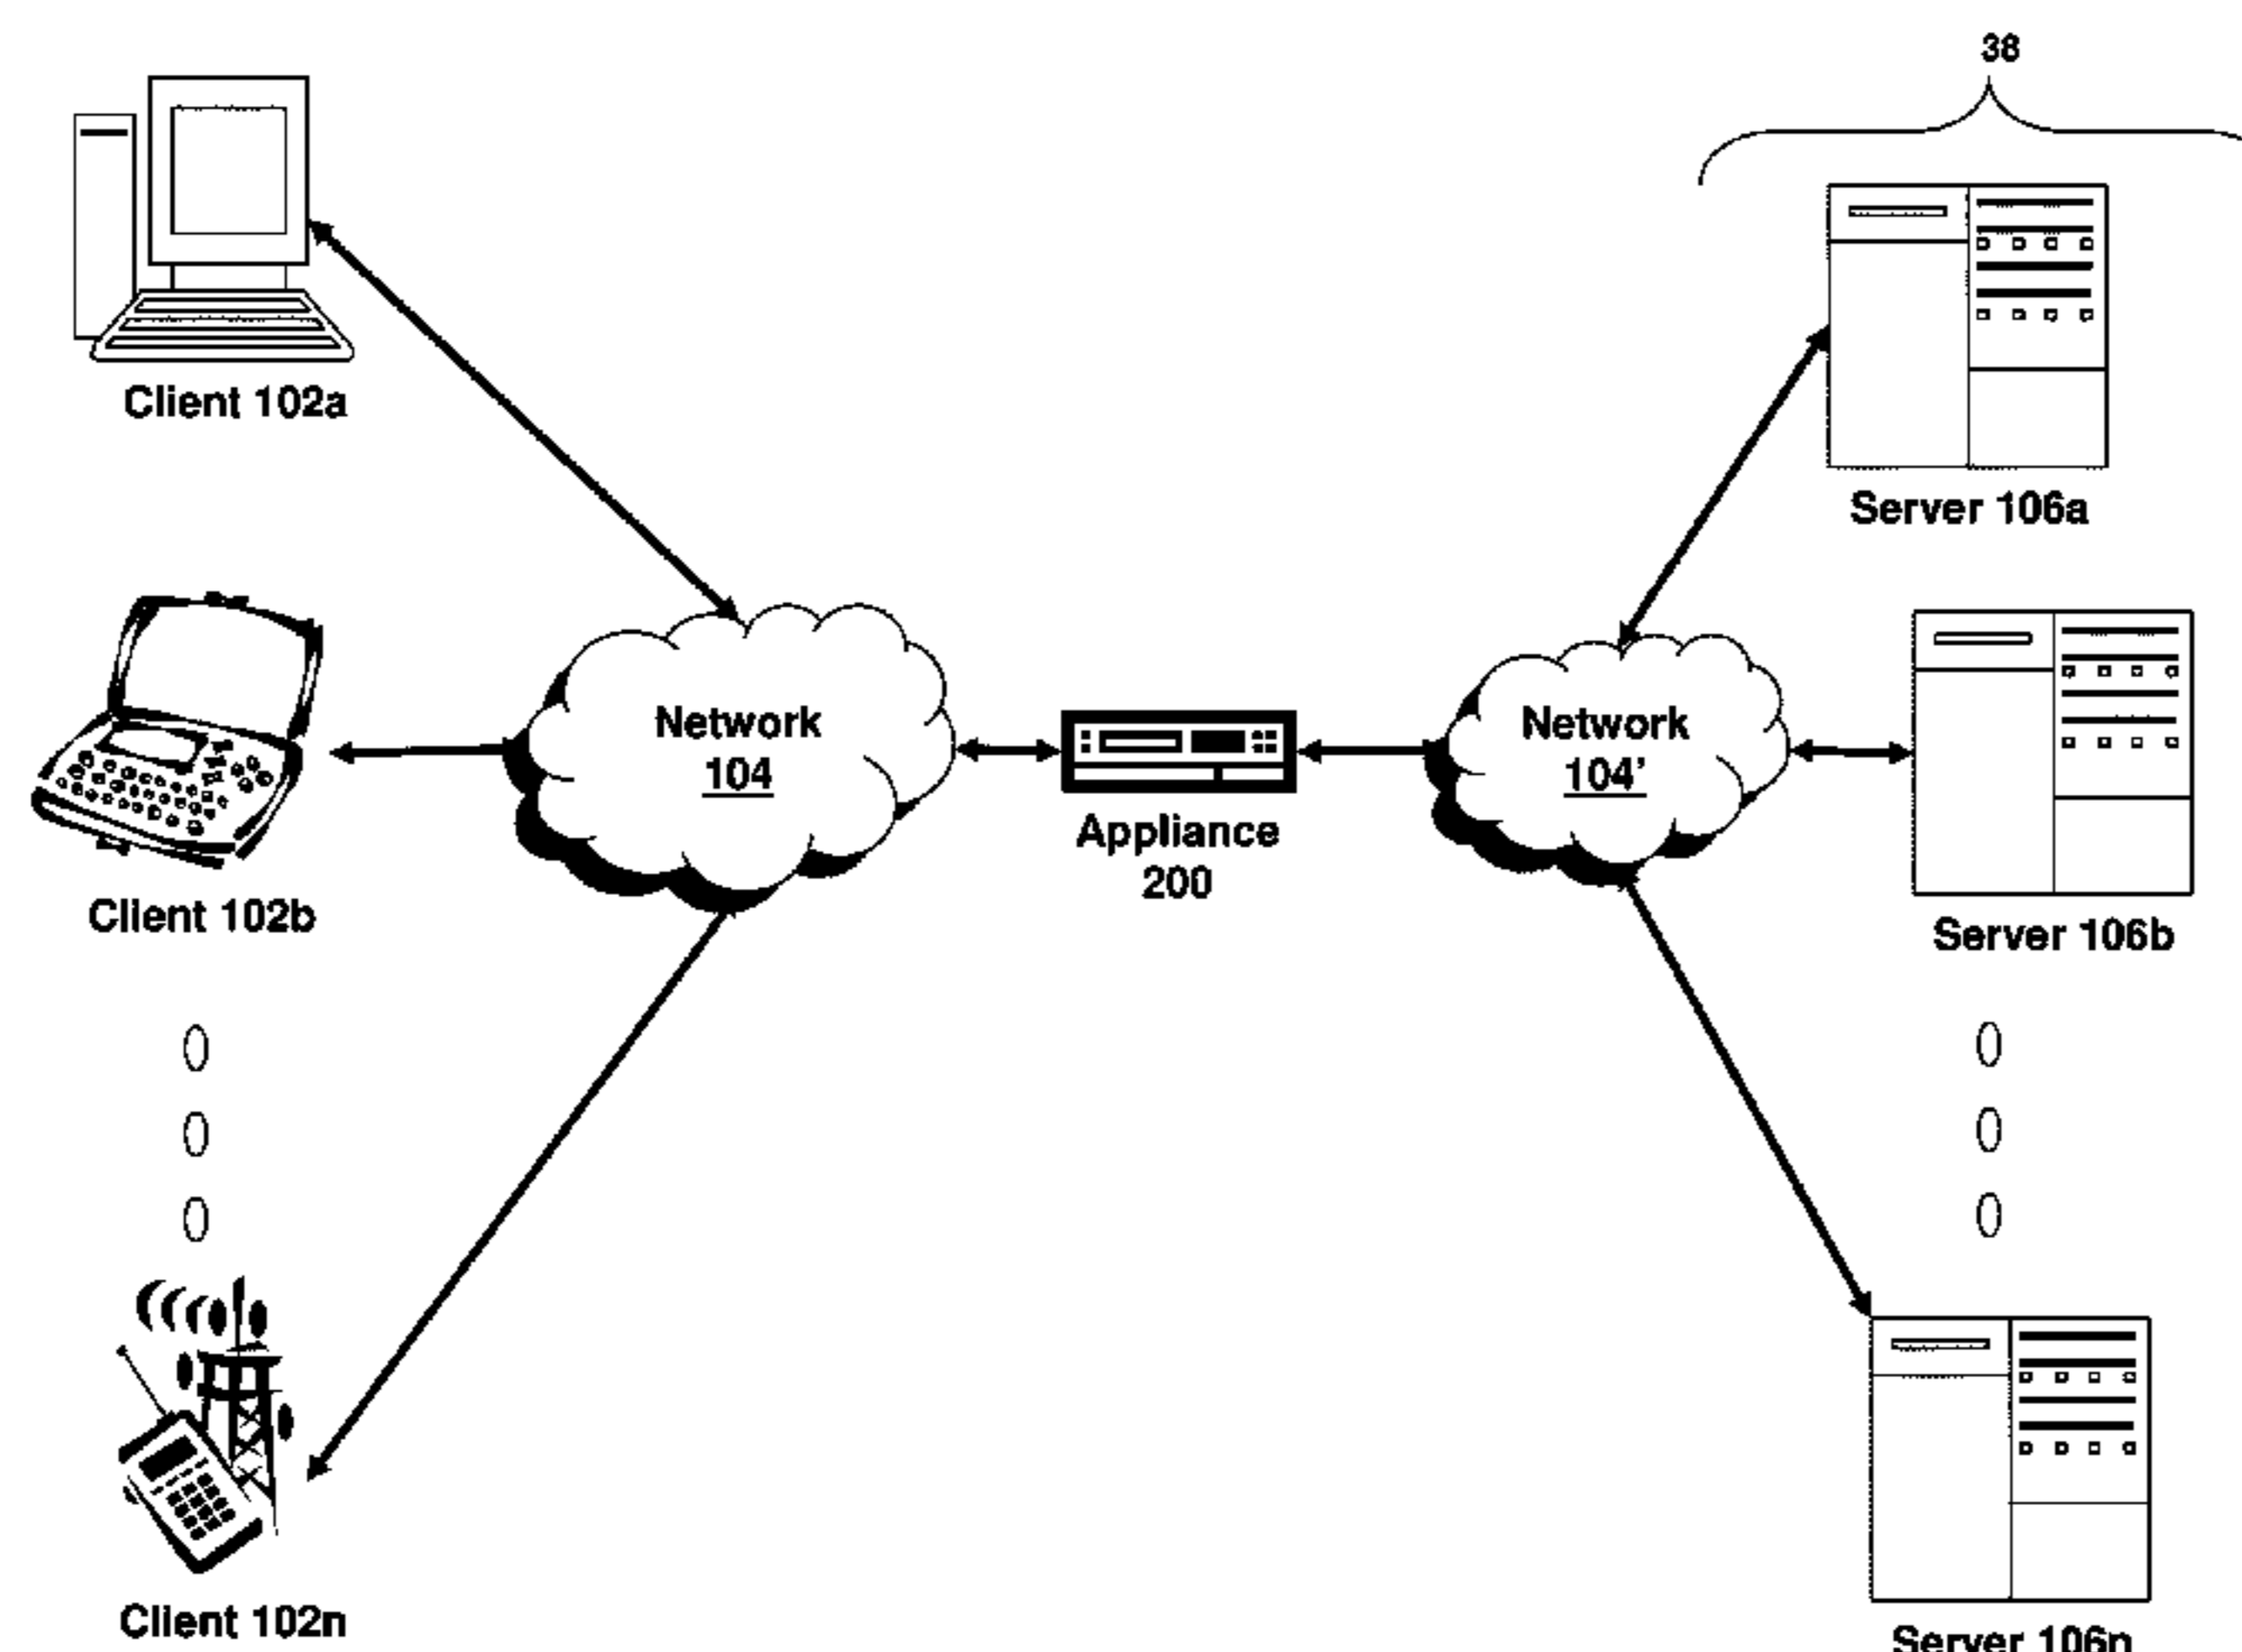 38
Client 102a
Server 106a
Network
104
Network
104'
Appliance
200
Client 102b
Server 106b
Client 102n
Server 106n